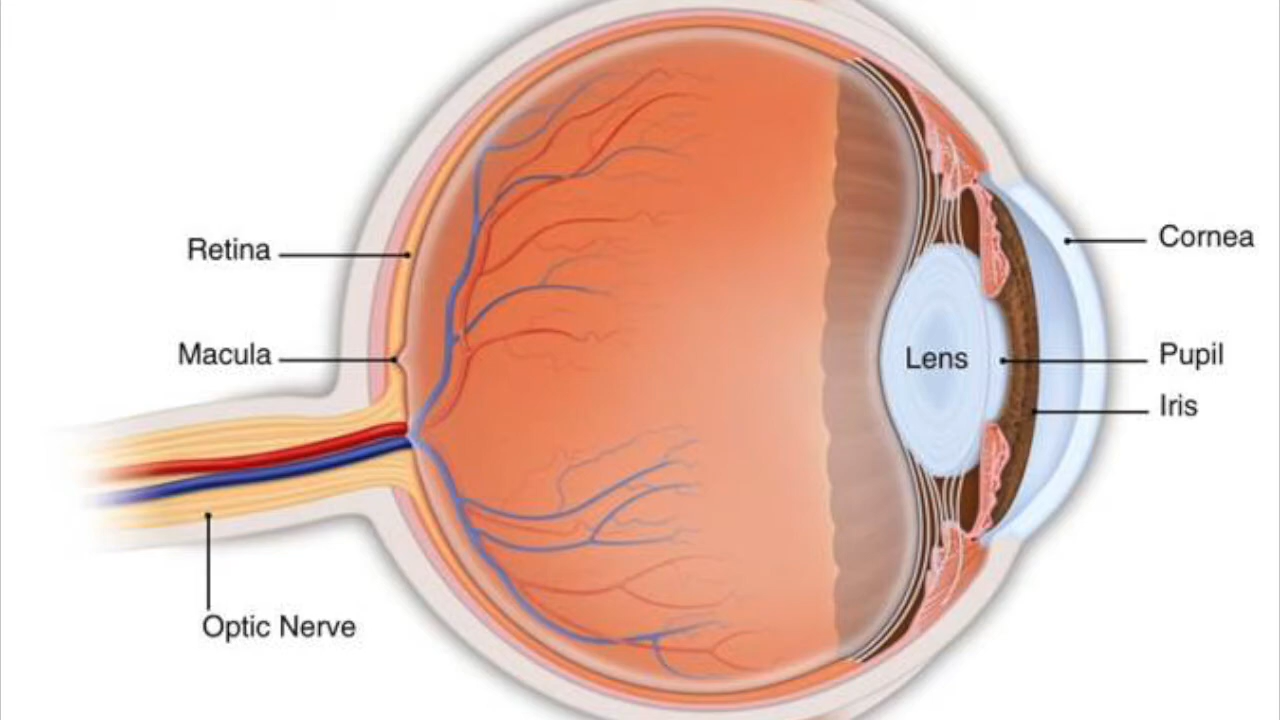 Retina
Cornea
Macula
Lens
Pupil
Iris
Optic Nerve